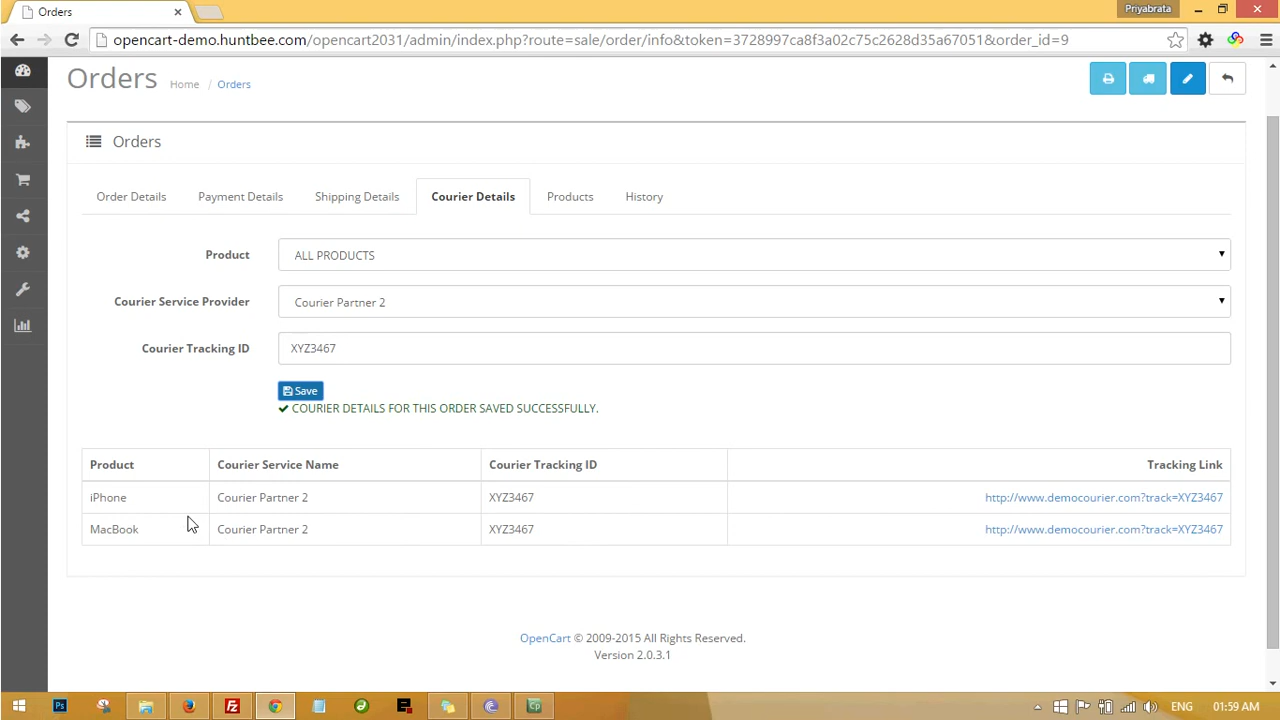 Orders
Priyabrata
opencart-demo.huntbee.com/opencart2031/admin/index.php?route=sale/order/info&token=3728997ca8f3a02c75c2628d35a67051&order_id=9
Orders Home / Orders
Orders
Order Details Payment Details Shipping Details Courier Details Products History
Product ALL PRODUCTS
Courier Service Provider Courier Partner 2
Courier Tracking ID XYZ3467
Save
COURIER DETAILS FOR THIS ORDER SAVED SUCCESSFULLY.
Product Courier Service Name Courier Tracking ID Tracking Link
iPhone Courier Partner 2 XYZ3467 http://www.democourier.com?track=XYZ3467
MacBook Courier Partner 2 XYZ3467 http://www.democourier.com?track=XYZ3467
OpenCart © 2009-2015 All Rights Reserved.
Version 2.0.3.1
ENG 01:59 AM